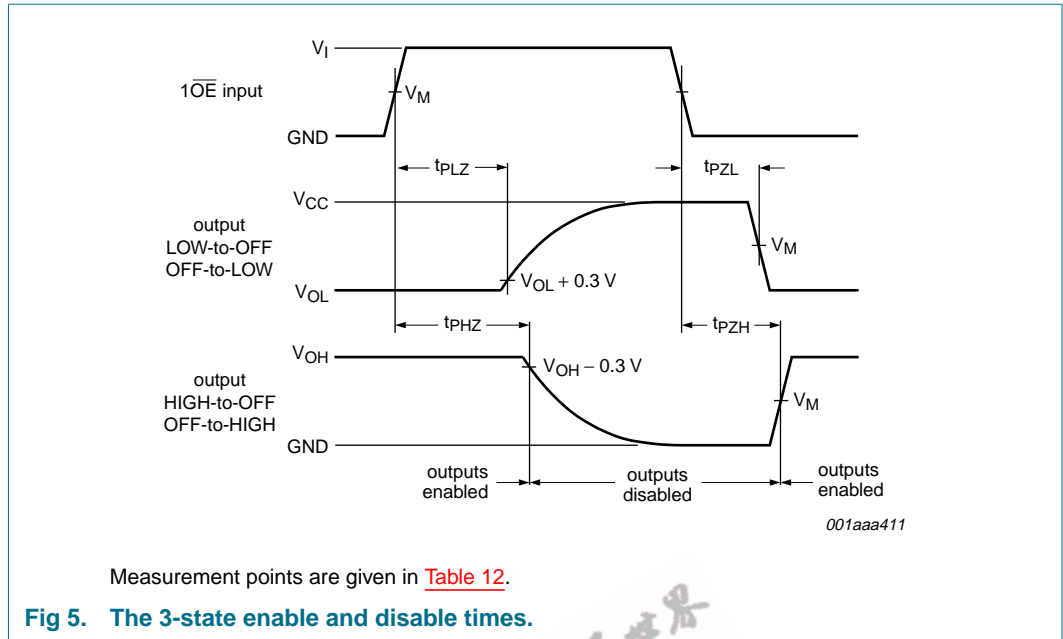 V_I
1O̅E̅ input
V_M
GND
t_PLZ
t_PZL
V_CC
output
LOW-to-OFF
OFF-to-LOW
V_M
V_OL + 0.3 V
V_OL
t_PHZ
t_PZH
V_OH
V_OH − 0.3 V
output
HIGH-to-OFF
OFF-to-HIGH
V_M
GND
outputs
enabled
outputs
disabled
outputs
enabled
001aaa411
Measurement points are given in Table 12.
Fig 5. The 3-state enable and disable times.